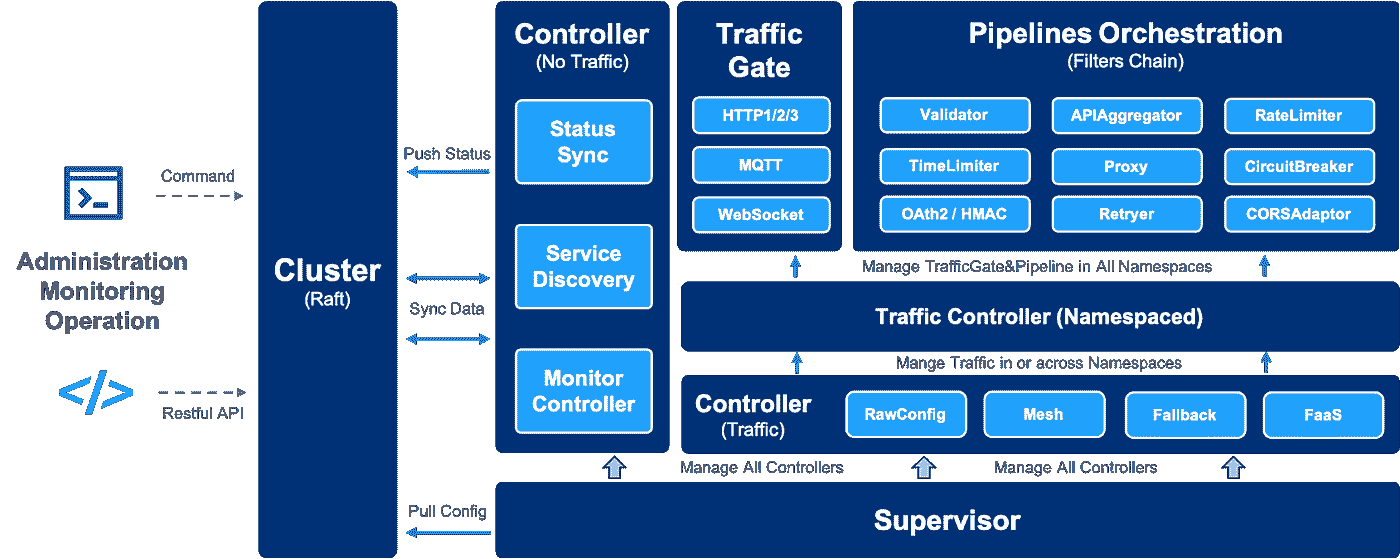 Administration
Monitoring
Operation
Command
Restful API
Cluster
(Raft)
Push Status
Sync Data
Pull Config
Controller
(No Traffic)
Status
Sync
Service
Discovery
Monitor
Controller
Traffic
Gate
HTTP1/2/3
MQTT
WebSocket
Pipelines Orchestration
(Filters Chain)
Validator
APIAggregator
RateLimiter
TimeLimiter
Proxy
CircuitBreaker
OAth2 / HMAC
Retryer
CORSAdaptor
Manage TrafficGate&Pipeline in All Namespaces
Traffic Controller (Namespaced)
Mange Traffic in or across Namespaces
Controller
(Traffic)
RawConfig
Mesh
Fallback
FaaS
Manage All Controllers
Manage All Controllers
Supervisor